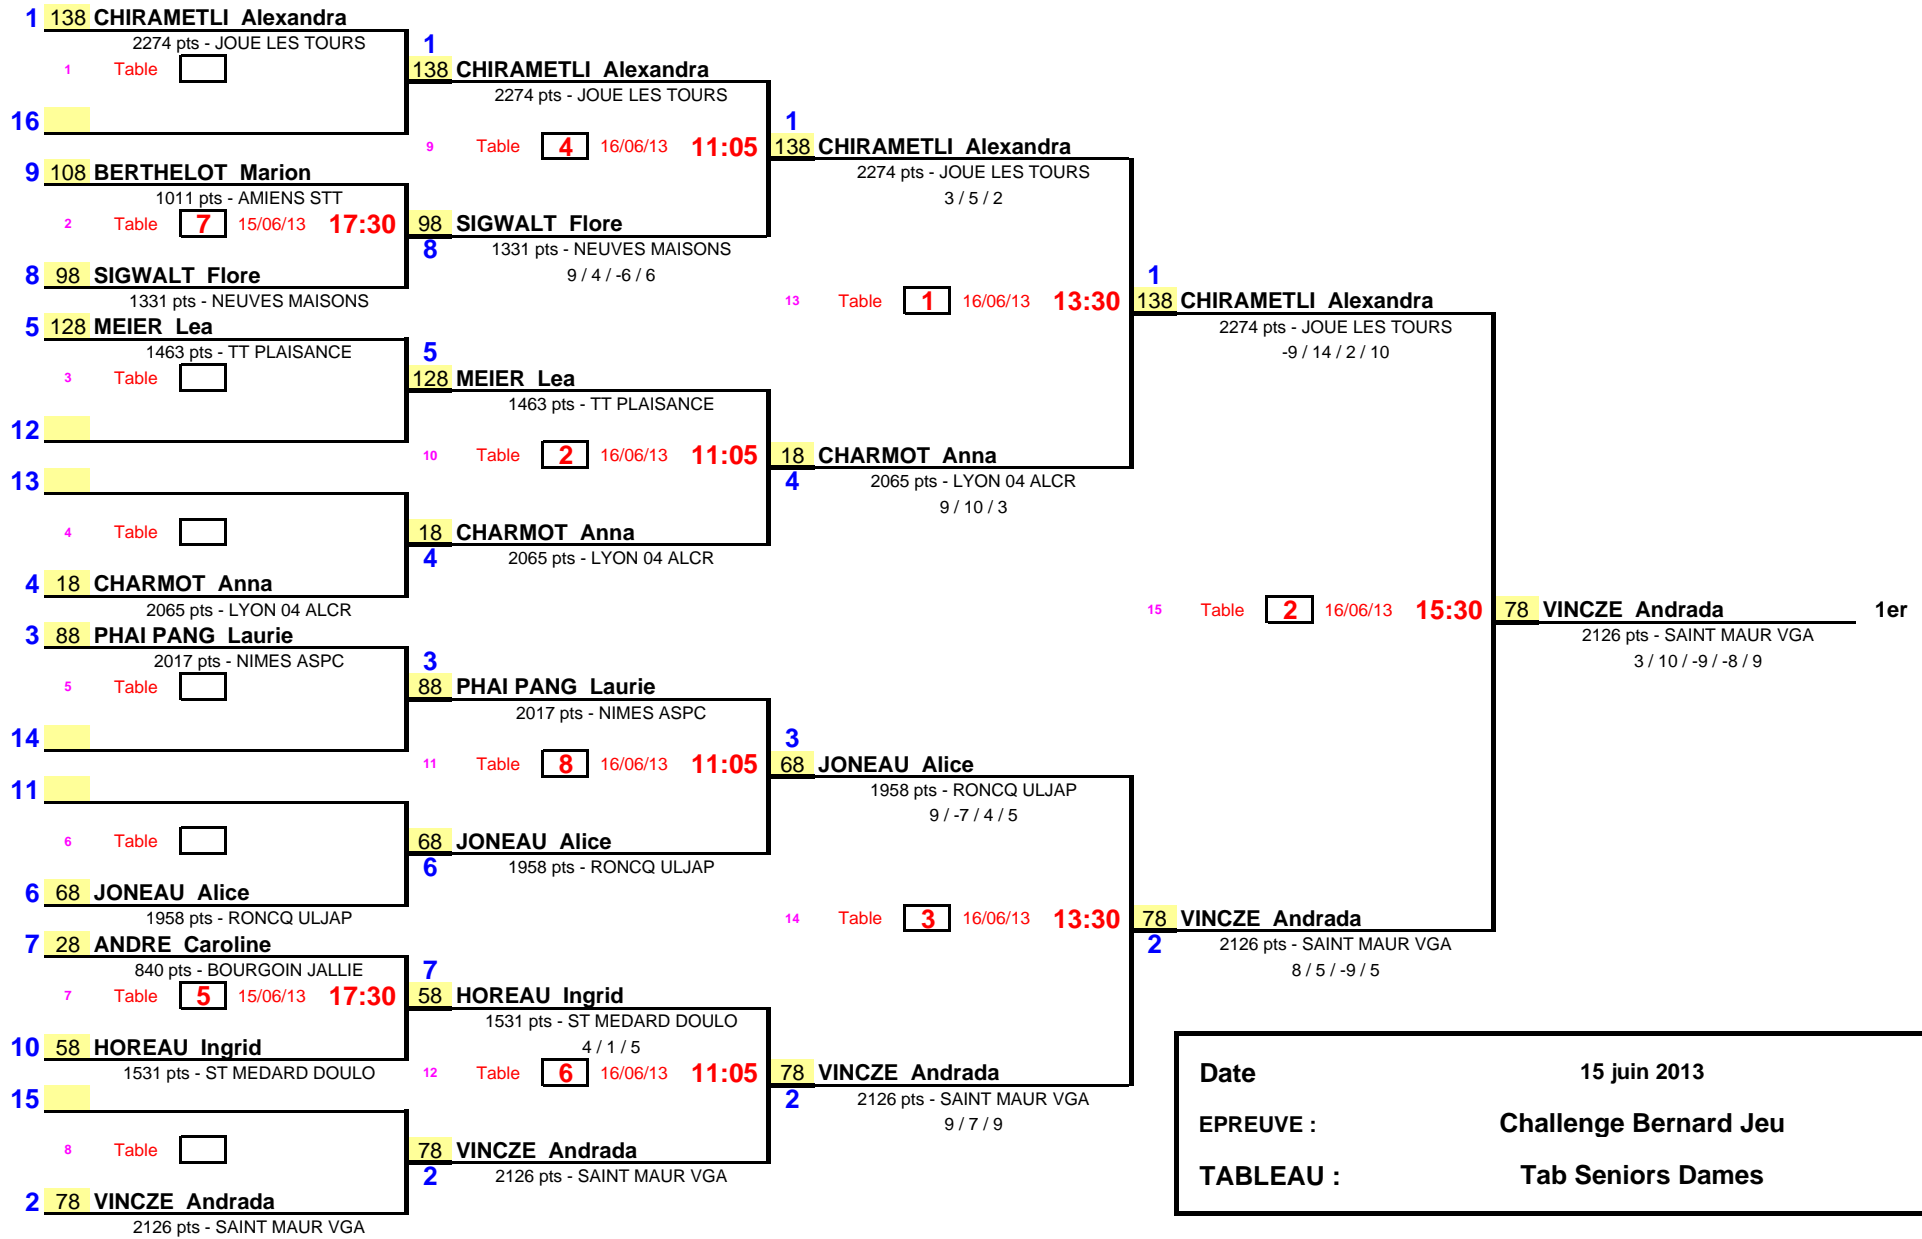 1 138 CHIRAMETLI Alexandra
2274 pts - JOUE LES TOURS
1 Table
16
9 108 BERTHELOT Marion
1011 pts - AMIENS STT
2 Table 7 15/06/13 17:30
8 98 SIGWALT Flore
1331 pts - NEUVES MAISONS
5 128 MEIER Lea
1463 pts - TT PLAISANCE
3 Table
12
13
4 Table
4 18 CHARMOT Anna
2065 pts - LYON 04 ALCR
3 88 PHAI PANG Laurie
2017 pts - NIMES ASPC
5 Table
14
11
6 Table
6 68 JONEAU Alice
1958 pts - RONCQ ULJAP
7 28 ANDRE Caroline
840 pts - BOURGOIN JALLIE
7 Table 5 15/06/13 17:30
10 58 HOREAU Ingrid
1531 pts - ST MEDARD DOULO
15
8 Table
2 78 VINCZE Andrada
2126 pts - SAINT MAUR VGA
1
138 CHIRAMETLI Alexandra
2274 pts - JOUE LES TOURS
9 Table 4 16/06/13 11:05
98 SIGWALT Flore
8
1331 pts - NEUVES MAISONS
9 / 4 / -6 / 6
5
128 MEIER Lea
1463 pts - TT PLAISANCE
10 Table 2 16/06/13 11:05
18 CHARMOT Anna
4
2065 pts - LYON 04 ALCR
3
88 PHAI PANG Laurie
2017 pts - NIMES ASPC
11 Table 8 16/06/13 11:05
68 JONEAU Alice
6
1958 pts - RONCQ ULJAP
7
58 HOREAU Ingrid
1531 pts - ST MEDARD DOULO
4 / 1 / 5
12 Table 6 16/06/13 11:05
78 VINCZE Andrada
2
2126 pts - SAINT MAUR VGA
1
138 CHIRAMETLI Alexandra
2274 pts - JOUE LES TOURS
3 / 5 / 2
13 Table 1 16/06/13 13:30
18 CHARMOT Anna
4
2065 pts - LYON 04 ALCR
9 / 10 / 3
3
68 JONEAU Alice
1958 pts - RONCQ ULJAP
9 / -7 / 4 / 5
14 Table 3 16/06/13 13:30
78 VINCZE Andrada
2
2126 pts - SAINT MAUR VGA
9 / 7 / 9
1
138 CHIRAMETLI Alexandra
2274 pts - JOUE LES TOURS
-9 / 14 / 2 / 10
15 Table 2 16/06/13 15:30
78 VINCZE Andrada
2
2126 pts - SAINT MAUR VGA
8 / 5 / -9 / 5
78 VINCZE Andrada 1er
2126 pts - SAINT MAUR VGA
3 / 10 / -9 / -8 / 9
Date 15 juin 2013
EPREUVE : Challenge Bernard Jeu
TABLEAU : Tab Seniors Dames